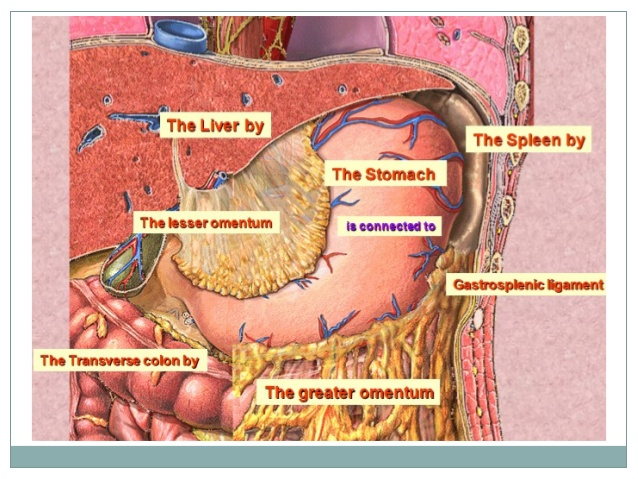 The Liver by
The Spleen by
The Stomach
The lesser omentum
is connected to
Gastrosplenic ligament
The Transverse colon by
The greater omentum